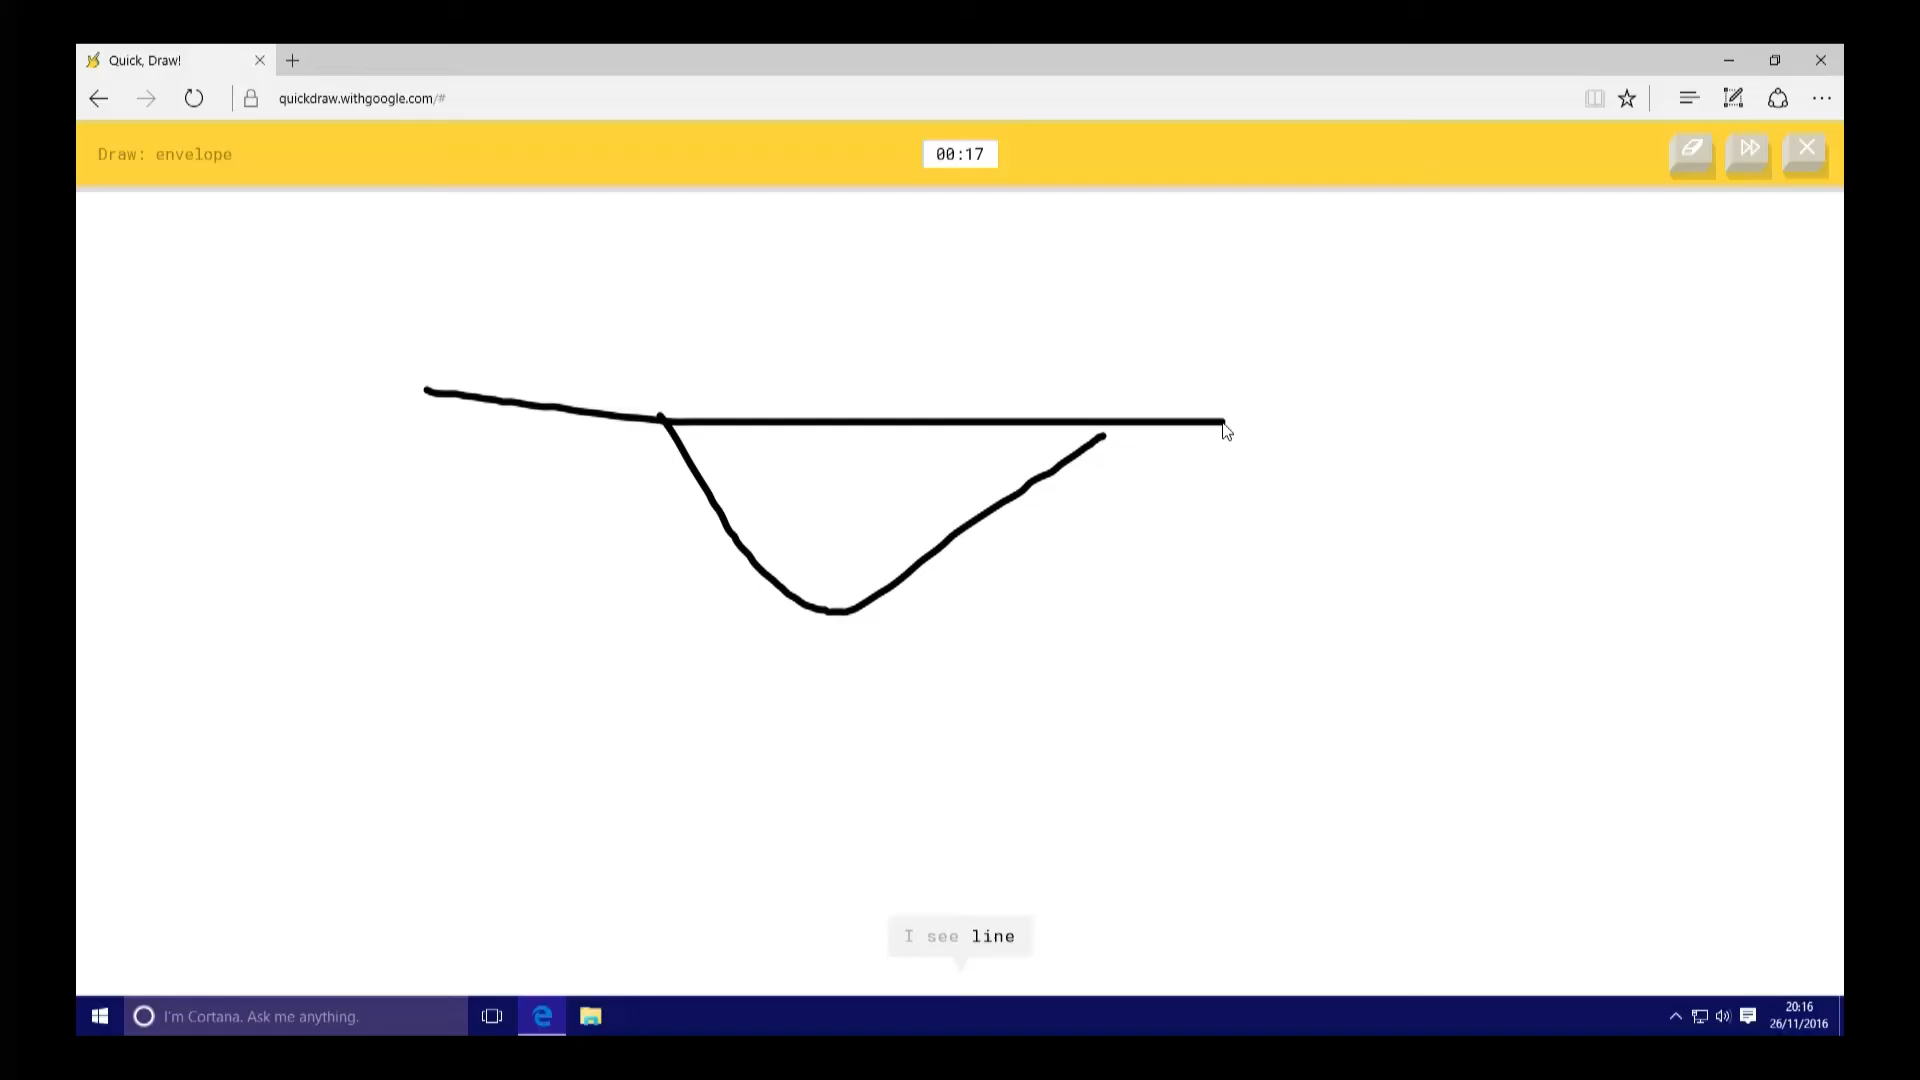 Quick, Draw!
quickdraw.withgoogle.com/#
Draw: envelope
00:17
I see line
I'm Cortana. Ask me anything.
20:16
26/11/2016